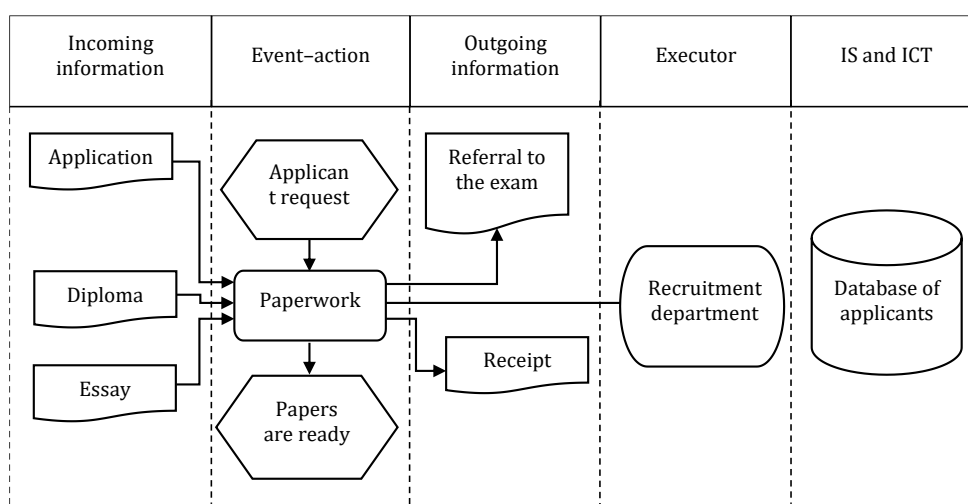 Incoming
information
Event–action
Outgoing
information
Executor
IS and ICT
Application
Applican
t request
Referral to
the exam
Diploma
Paperwork
Recruitment
department
Database of
applicants
Receipt
Essay
Papers
are ready